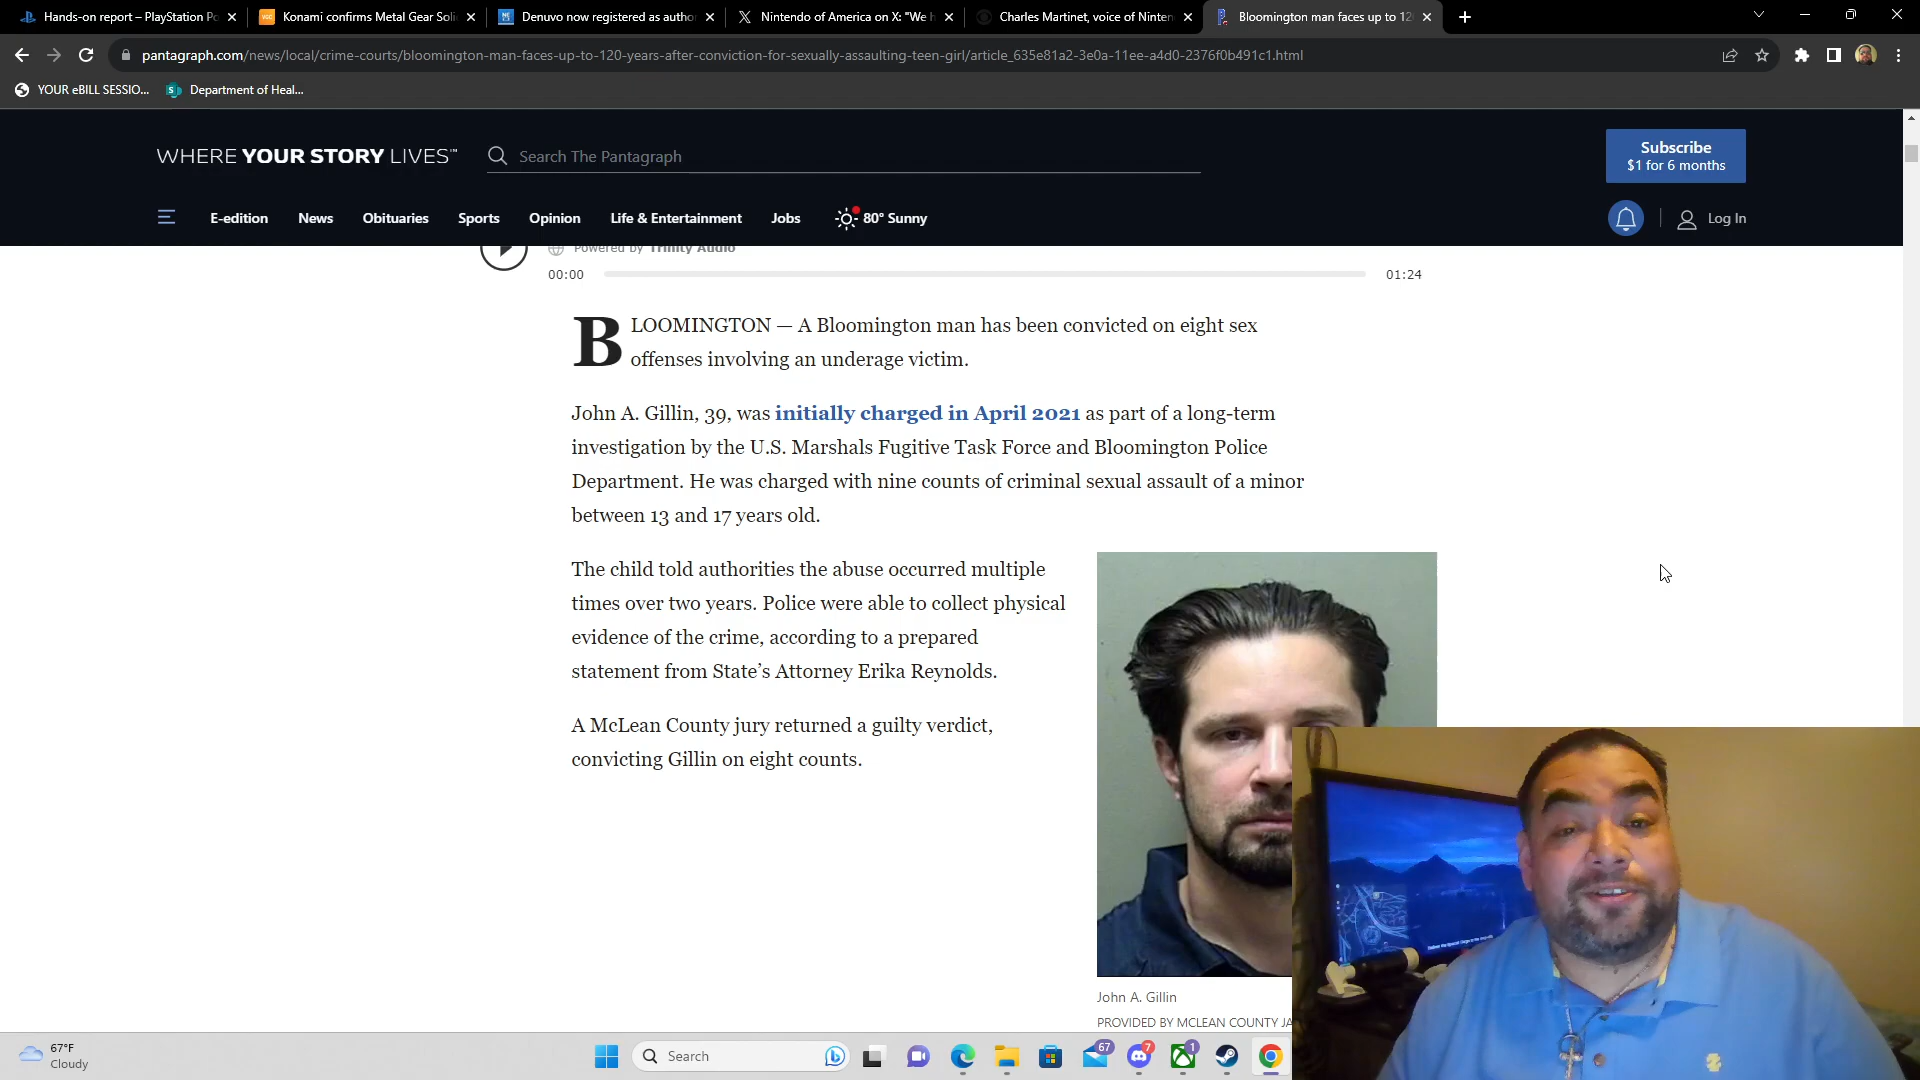 Hands-on report – PlayStation Po
Konami confirms Metal Gear Soli
Denuvo now registered as autho
Nintendo of America on X: "We h
Charles Martinet, voice of Ninten
Bloomington man faces up to 12
pantagraph.com/news/local/crime-courts/bloomington-man-faces-up-to-120-years-after-conviction-for-sexually-assaulting-teen-girl/article_635e81a2-3e0a-11ee-a4d0-2376f0b491c1.html
YOUR eBILL SESSIO...
Department of Heal...
WHERE YOUR STORY LIVES™
Search The Pantagraph
Subscribe
$1 for 6 months
E-edition
News
Obituaries
Sports
Opinion
Life & Entertainment
Jobs
80° Sunny
Log In
Powered by Trinity Audio
00:00
01:24
BLOOMINGTON — A Bloomington man has been convicted on eight sex
offenses involving an underage victim.
John A. Gillin, 39, was initially charged in April 2021 as part of a long-term
investigation by the U.S. Marshals Fugitive Task Force and Bloomington Police
Department. He was charged with nine counts of criminal sexual assault of a minor
between 13 and 17 years old.
The child told authorities the abuse occurred multiple
times over two years. Police were able to collect physical
evidence of the crime, according to a prepared
statement from State's Attorney Erika Reynolds.
A McLean County jury returned a guilty verdict,
convicting Gillin on eight counts.
John A. Gillin
PROVIDED BY MCLEAN COUNTY JA
67°F
Cloudy
Search
67
7
1